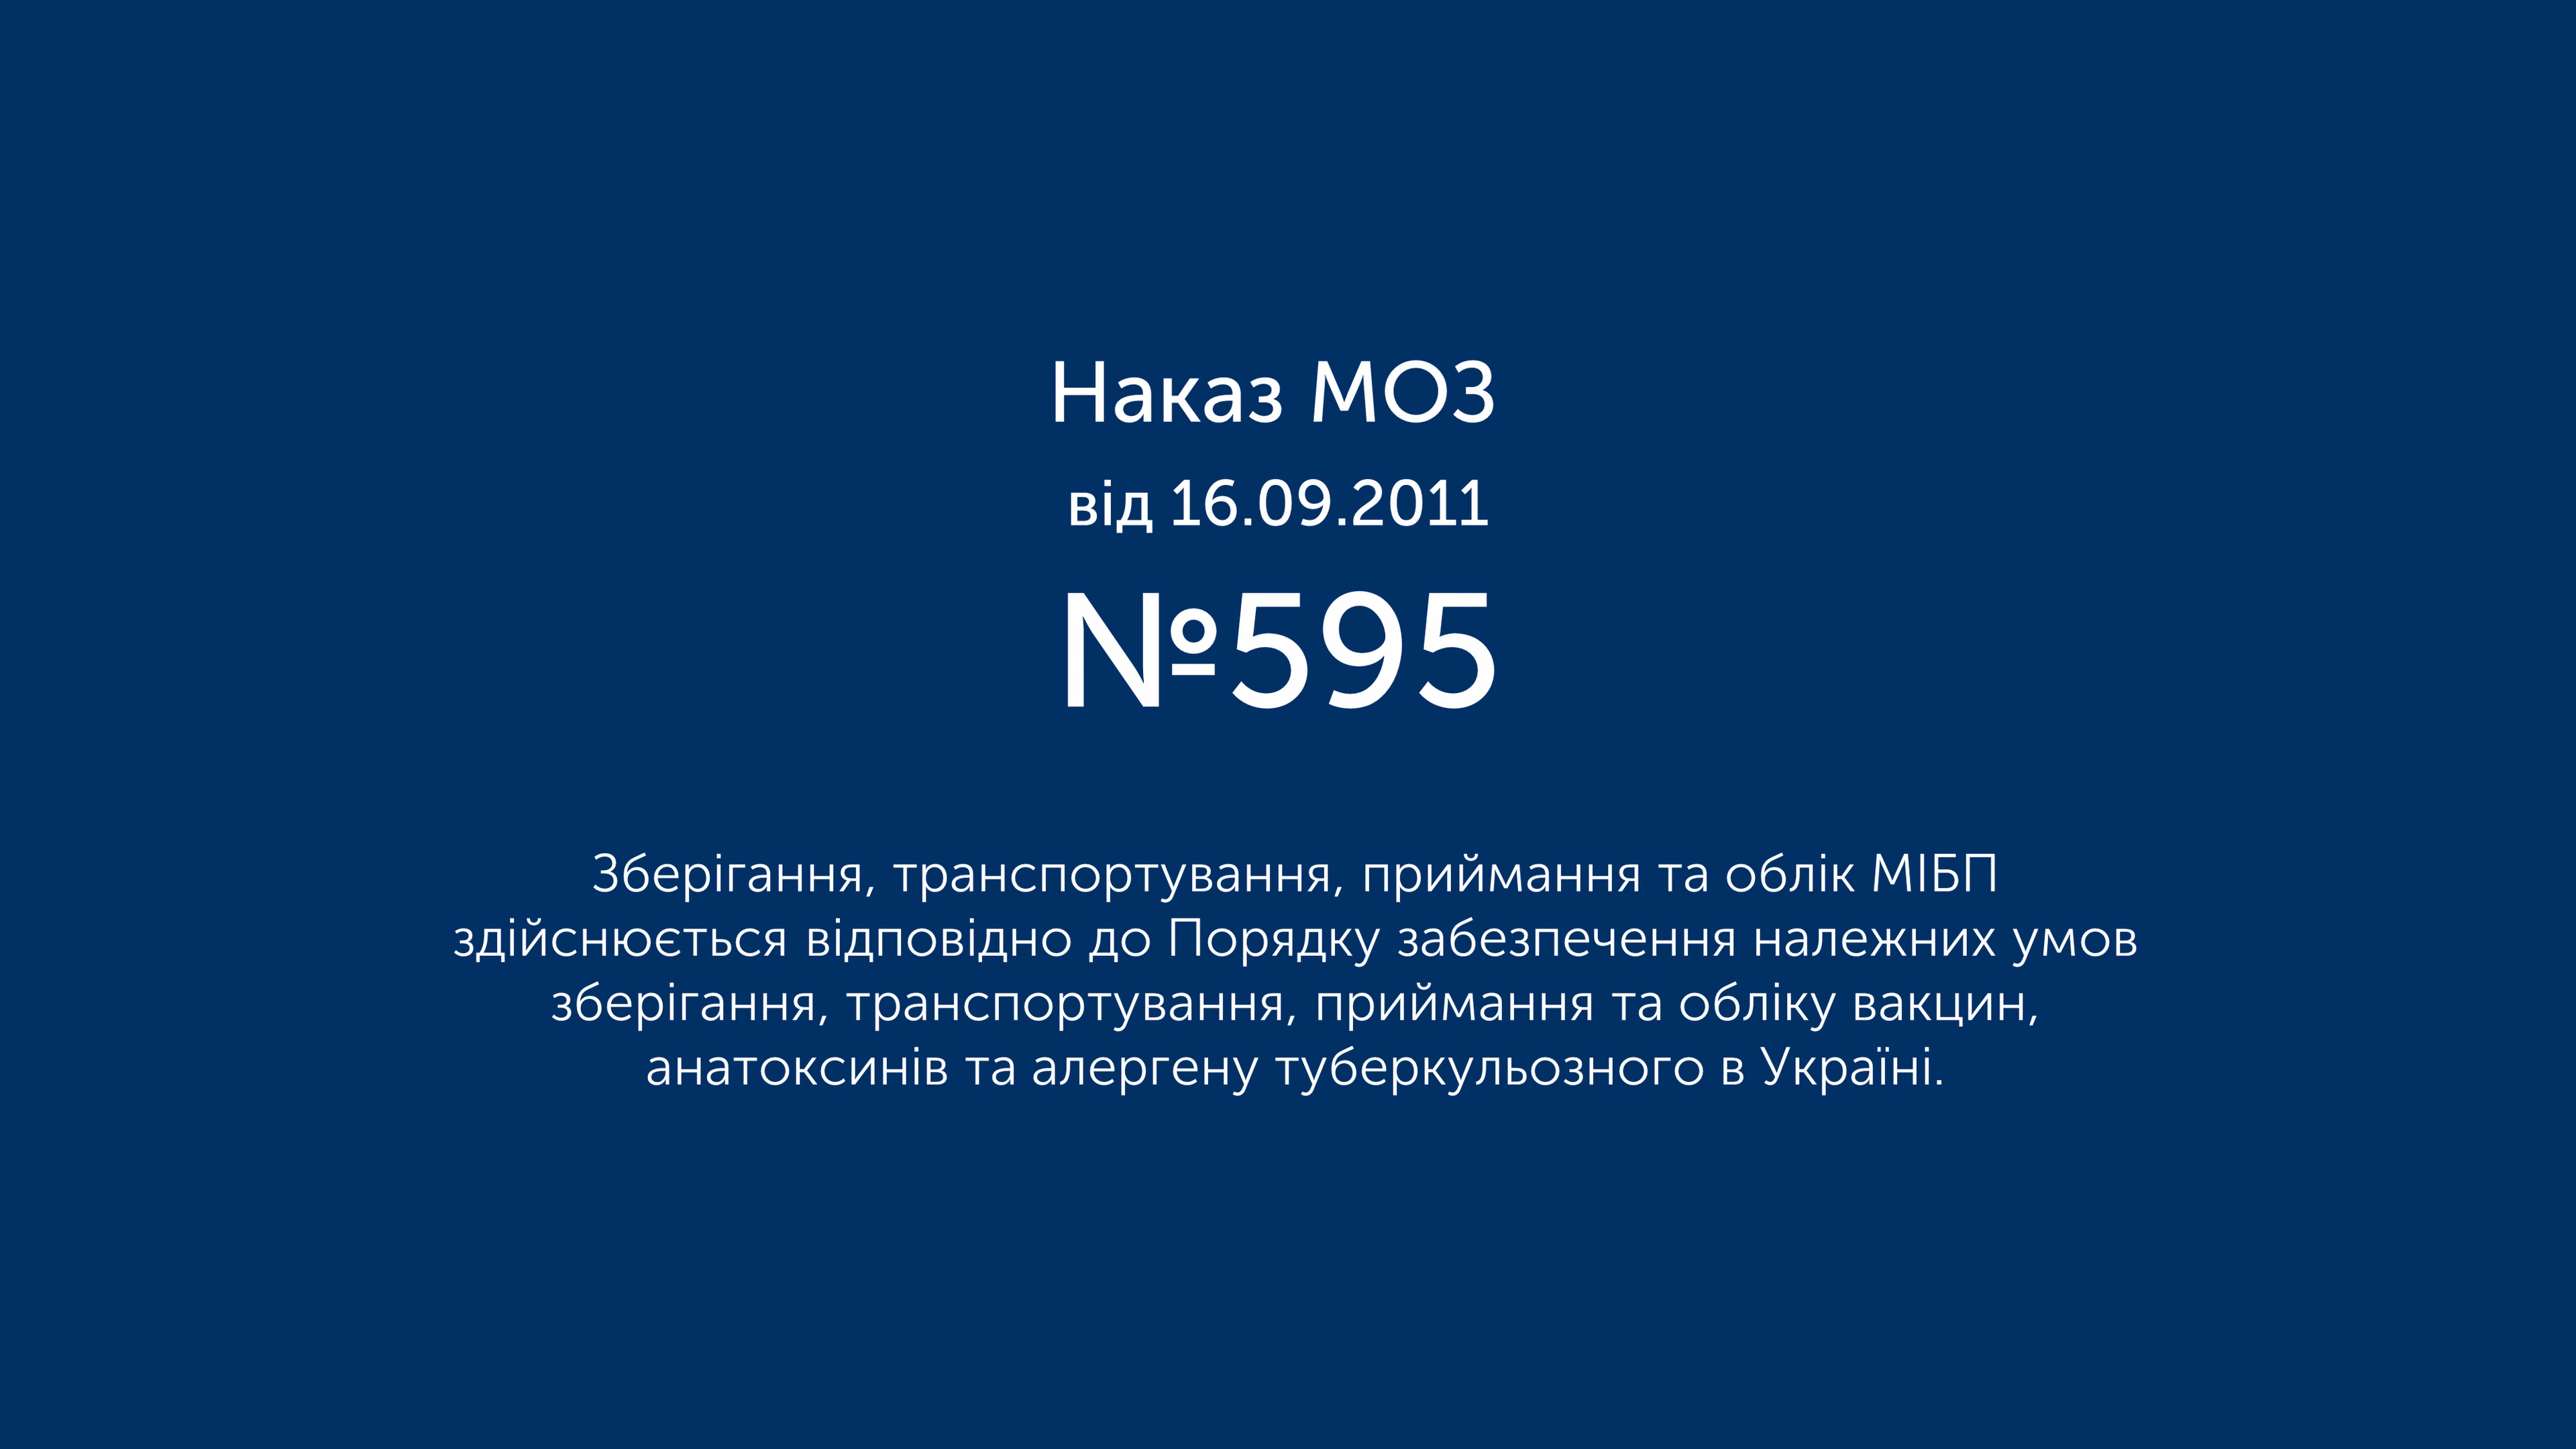 Наказ МОЗ
від 16.09.2011
№595
Зберігання, транспортування, приймання та облік МІБП
здійснюється відповідно до Порядку забезпечення належних умов
зберігання, транспортування, приймання та обліку вакцин,
анатоксинів та алергену туберкульозного в Україні.